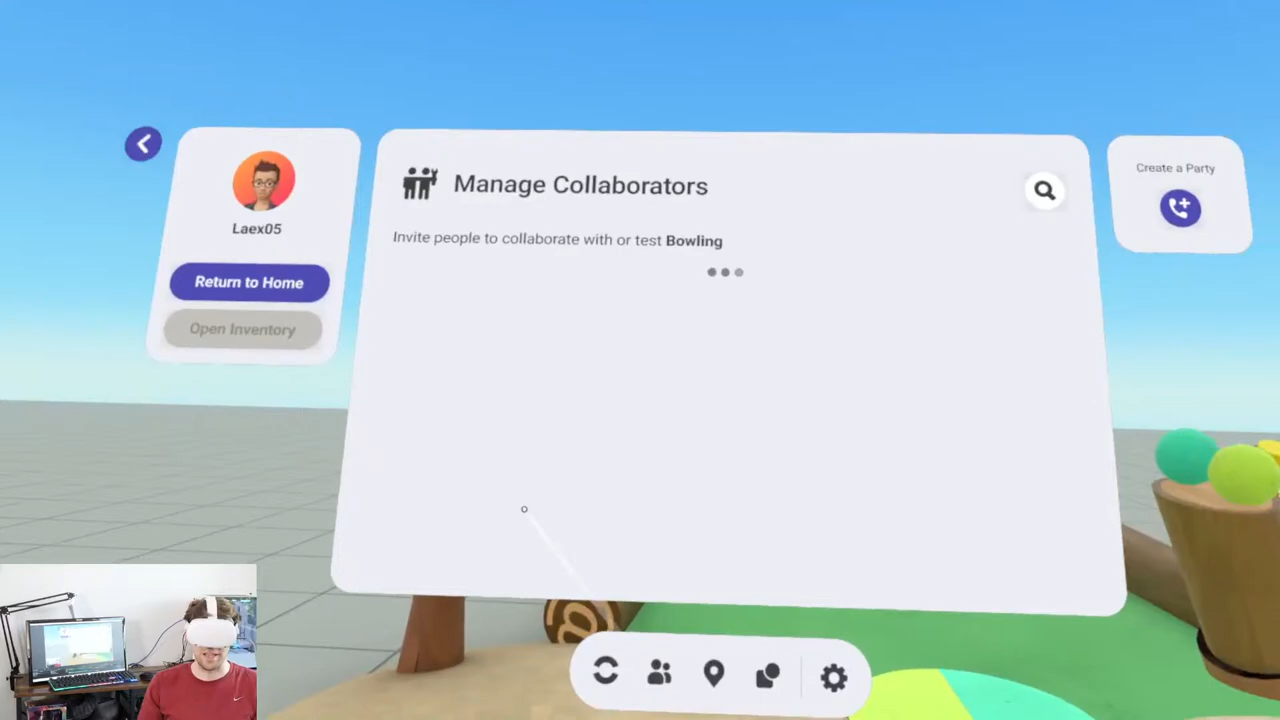 Laex05
Return to Home
Open Inventory
Manage Collaborators
Invite people to collaborate with or test Bowling
Create a Party